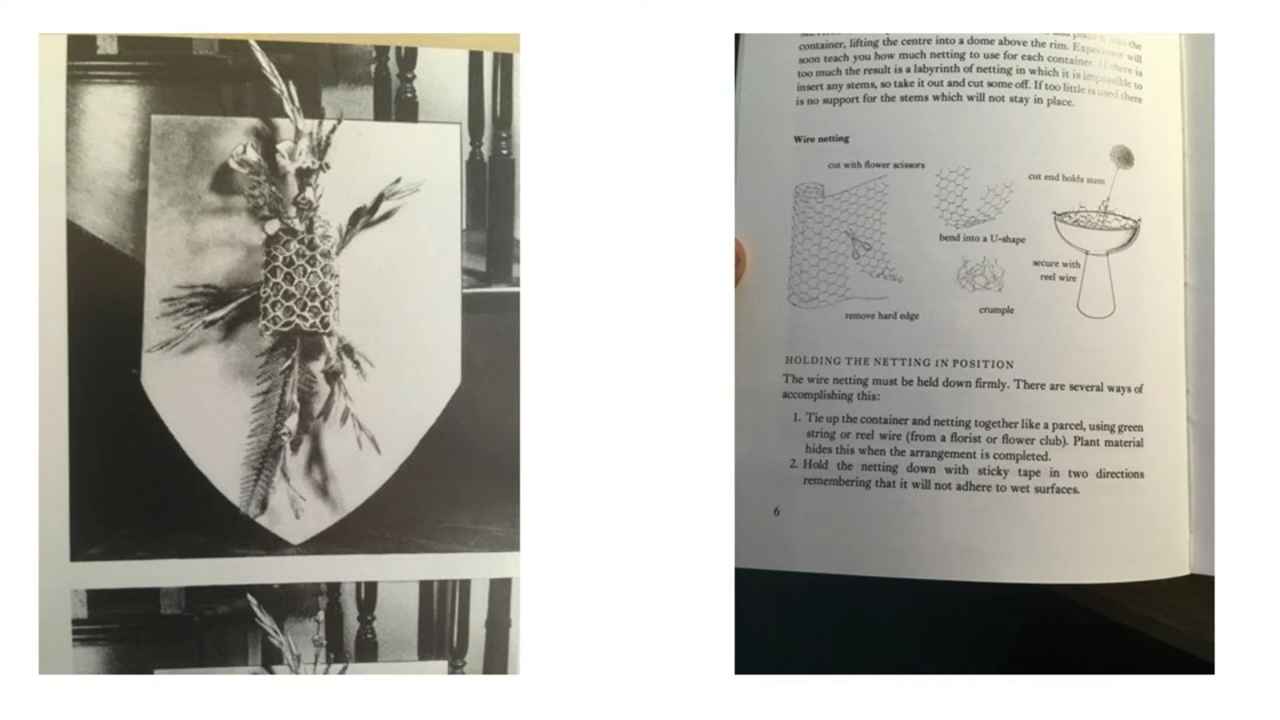 the
container, lifting the centre into a dome above the rim. Experience will
soon teach you how much netting to use for each container. If there is
too much the result is a labyrinth of netting in which it is impossible to
insert any stems, so take it out and cut some off. If too little is used there
is no support for the stems which will not stay in place.
Wire netting
cut with flower scissors
cut end holds stem
bend into a U-shape
secure with
reel wire
crumple
remove hard edge
HOLDING THE NETTING IN POSITION
The wire netting must be held down firmly. There are several ways of
accomplishing this:
1. Tie up the container and netting together like a parcel, using green
string or reel wire (from a florist or flower club). Plant material
hides this when the arrangement is completed.
2. Hold the netting down with sticky tape in two directions
remembering that it will not adhere to wet surfaces.
6